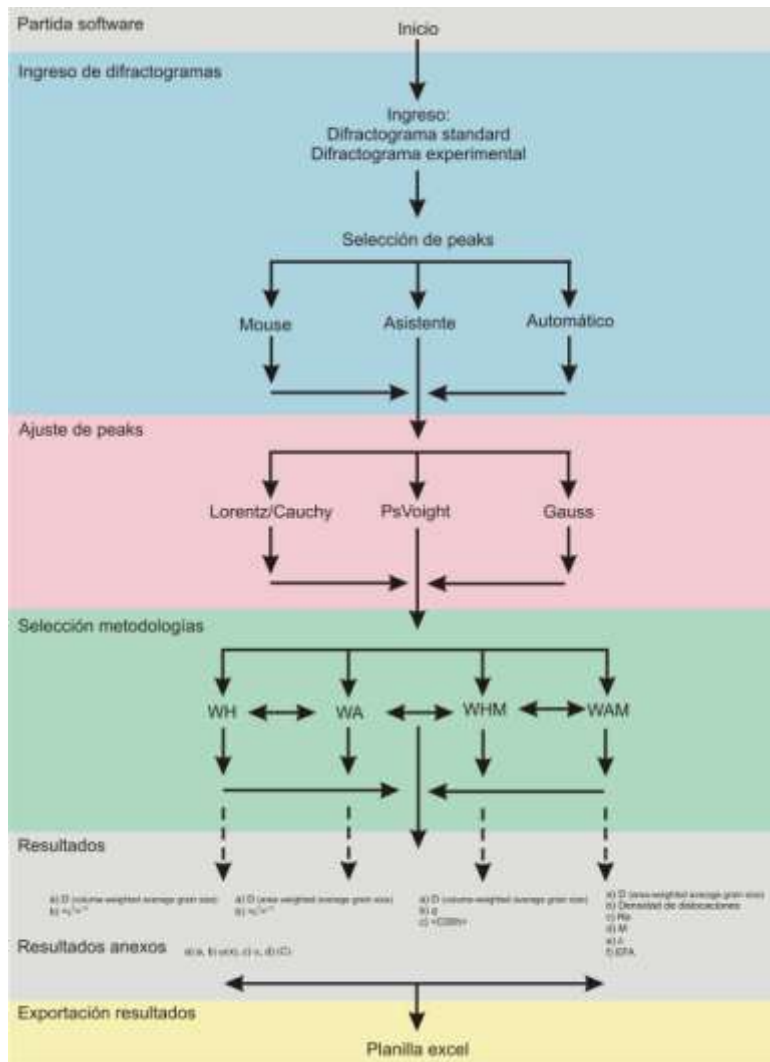 Partida software
Inicio
Ingreso de difractogramas
Ingreso:
Difractograma standard
Difractograma experimental
Selección de peaks
Mouse Asistente Automático
Ajuste de peaks
Lorentz/Cauchy PsVoight Gauss
Selección metodologías
WH WA WHM WAM
Resultados
a) D (volume-weighted average grain size)
b)
a) D (area-weighted average grain size)
b)
a) D (volume-weighted average grain size)
b) q
c)
a) D (area-weighted average grain size)
b) Densidad de dislocaciones
c) Re
d) M
e)
f) EFA
Resultados anexos
a) a, b)
Exportación resultados
Planilla excel